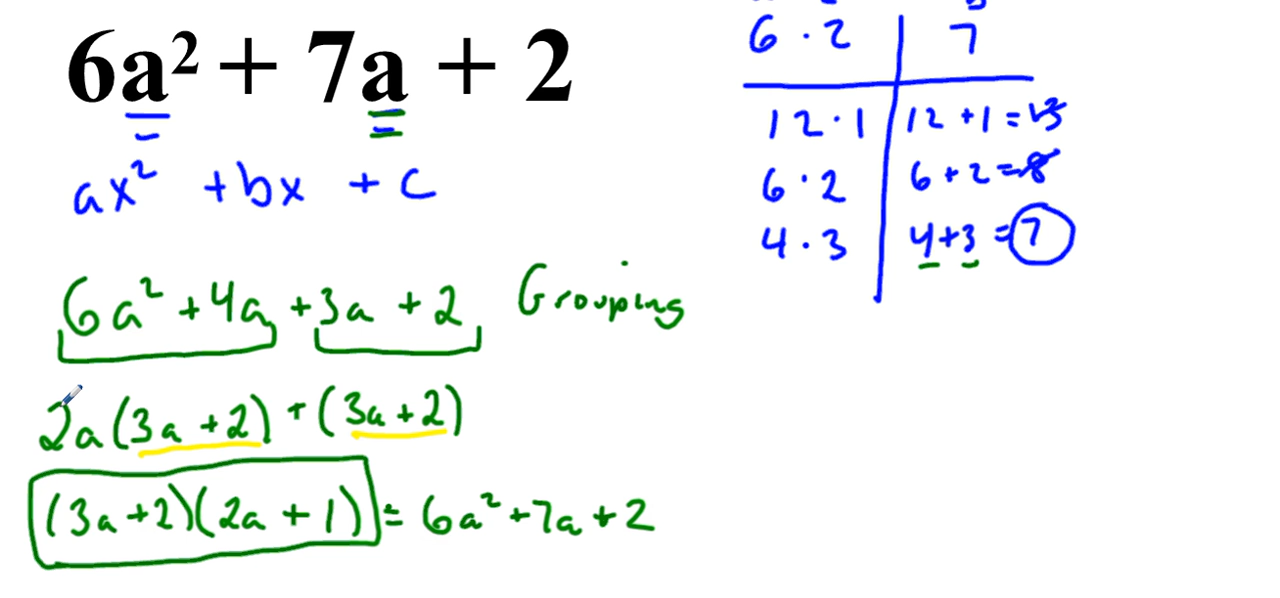 6a² + 7a + 2
ax² + bx + c
6a² + 4a + 3a + 2 Grouping
2a(3a + 2) + (3a + 2)
(3a + 2)(2a + 1) = 6a² + 7a + 2
6 · 2 7
12 · 1 12 + 1 = 13
6 · 2 6 + 2 = 8
4 · 3 4 + 3 = 7